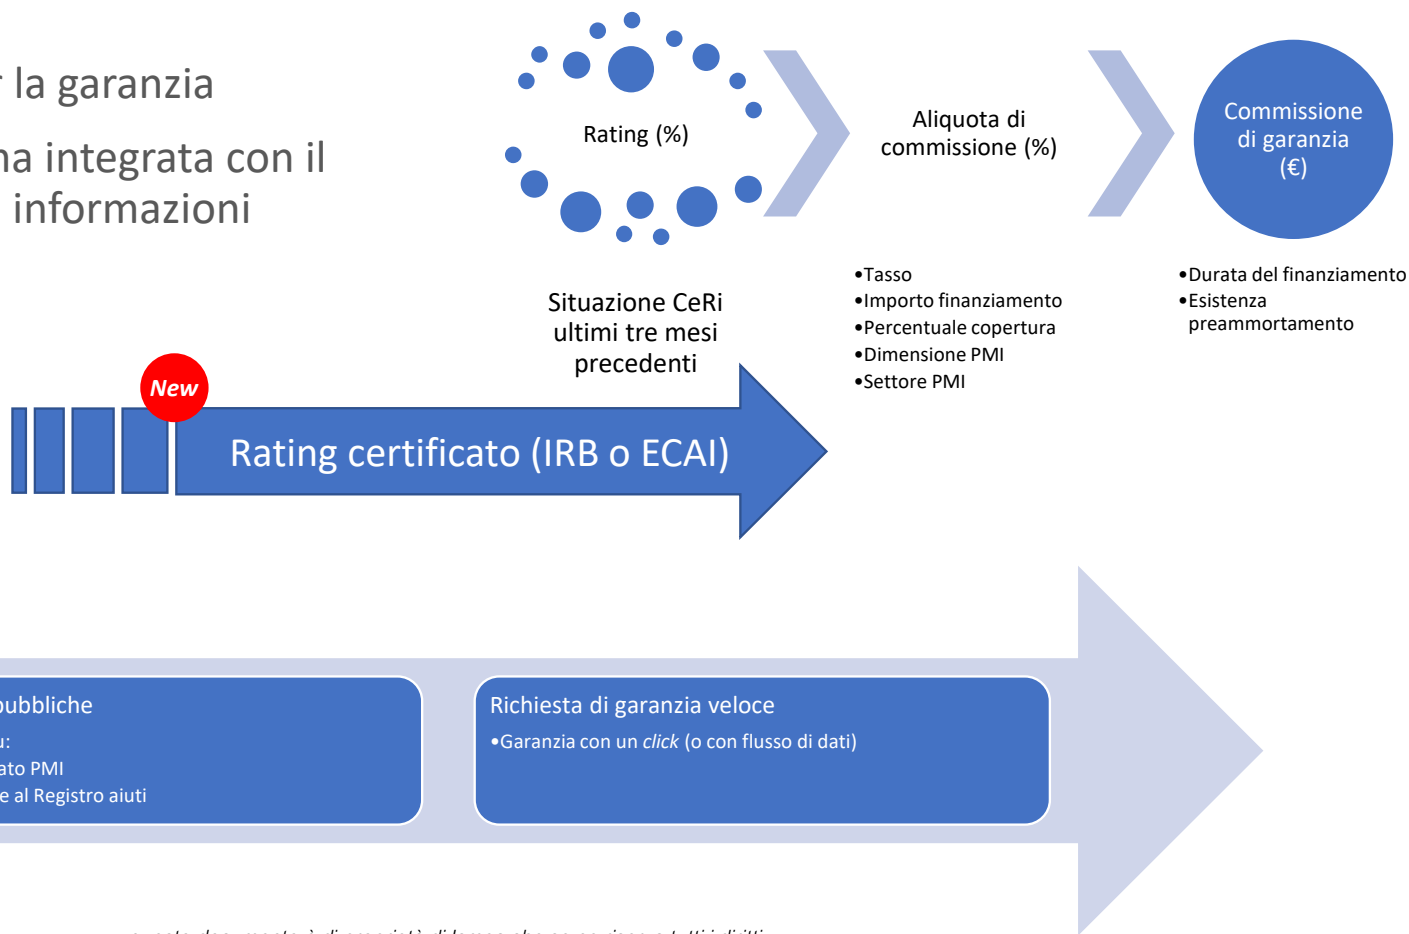 la garanzia
integrata con il
informazioni
Rating (%)
Aliquota di
commissione (%)
Commissione
di garanzia
(€)
Situazione CeRi
ultimi tre mesi
precedenti
•Tasso
•Importo finanziamento
•Percentuale copertura
•Dimensione PMI
•Settore PMI
•Durata del finanziamento
•Esistenza
preammortamento
New
Rating certificato (IRB o ECAI)
pubbliche
PMI
al Registro aiuti
Richiesta di garanzia veloce
•Garanzia con un click (o con flusso di dati)